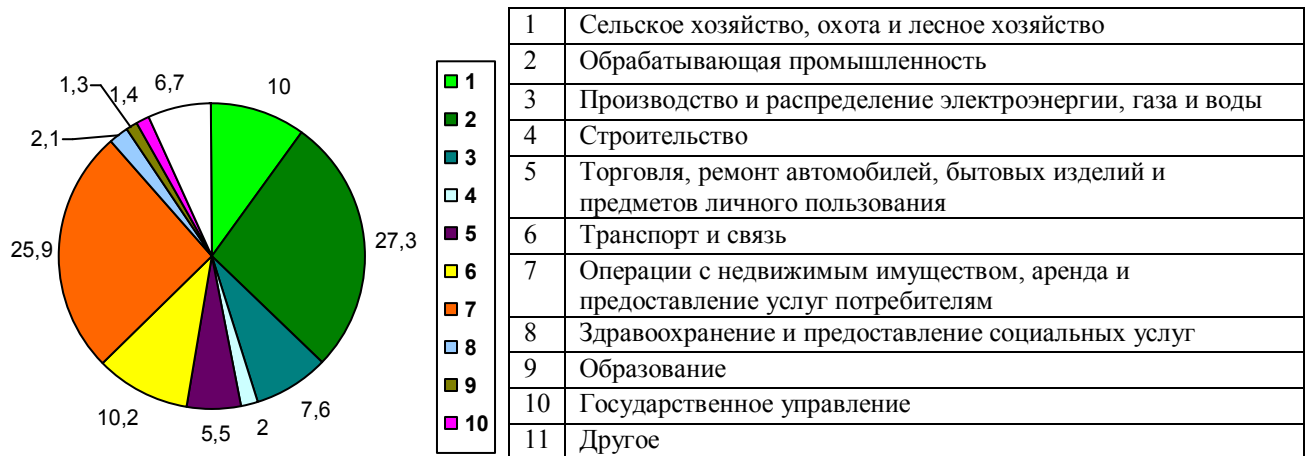 1,3
1,4
6,7
10
2,1
27,3
25,9
7,6
10,2
5,5
2
1
2
3
4
5
6
7
8
9
10
1 Сельское хозяйство, охота и лесное хозяйство
2 Обрабатывающая промышленность
3 Производство и распределение электроэнергии, газа и воды
4 Строительство
5 Торговля, ремонт автомобилей, бытовых изделий и
предметов личного пользования
6 Транспорт и связь
7 Операции с недвижимым имуществом, аренда и
предоставление услуг потребителям
8 Здравоохранение и предоставление социальных услуг
9 Образование
10 Государственное управление
11 Другое